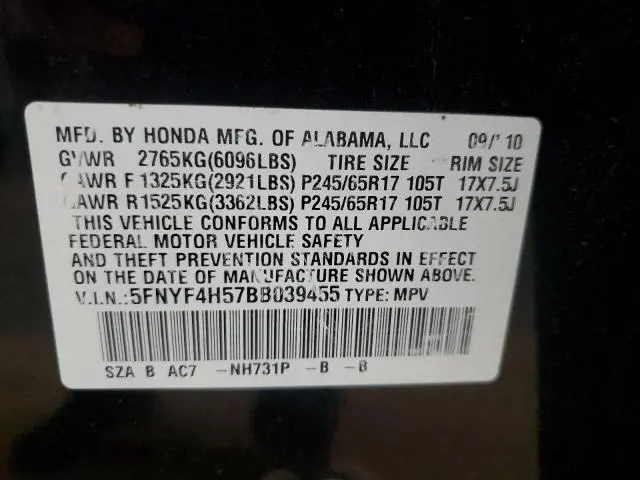 MFD. BY HONDA MFG. OF ALABAMA, LLC 09/'10
GVWR 2765KG(6096LBS) TIRE SIZE RIM SIZE
GAWR F 1325KG(2921LBS) P245/65R17 105T 17X7.5J
GAWR R1525KG(3362LBS) P245/65R17 105T 17X7.5J
THIS VEHICLE CONFORMS TO ALL APPLICABLE
FEDERAL MOTOR VEHICLE SAFETY
AND THEFT PREVENTION STANDARDS IN EFFECT
ON THE DATE OF MANUFACTURE SHOWN ABOVE.
V.I.N.:5FNYF4H57BB039455 TYPE: MPV
SZA B AC7 -NH731P -B -B